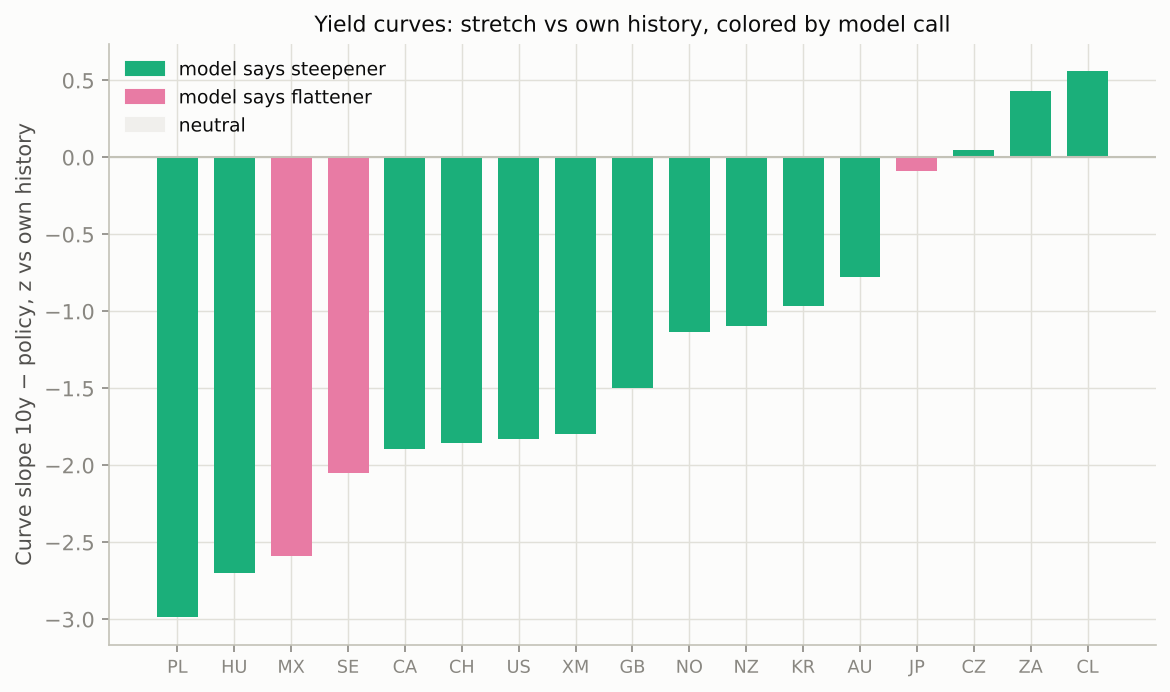 Yield curves: stretch vs own history, colored by model call
model says steepener
model says flattener
neutral
Curve slope 10y − policy, z vs own history
0.5
0.0
−0.5
−1.0
−1.5
−2.0
−2.5
−3.0
PL HU MX SE CA CH US XM GB NO NZ KR AU JP CZ ZA CL